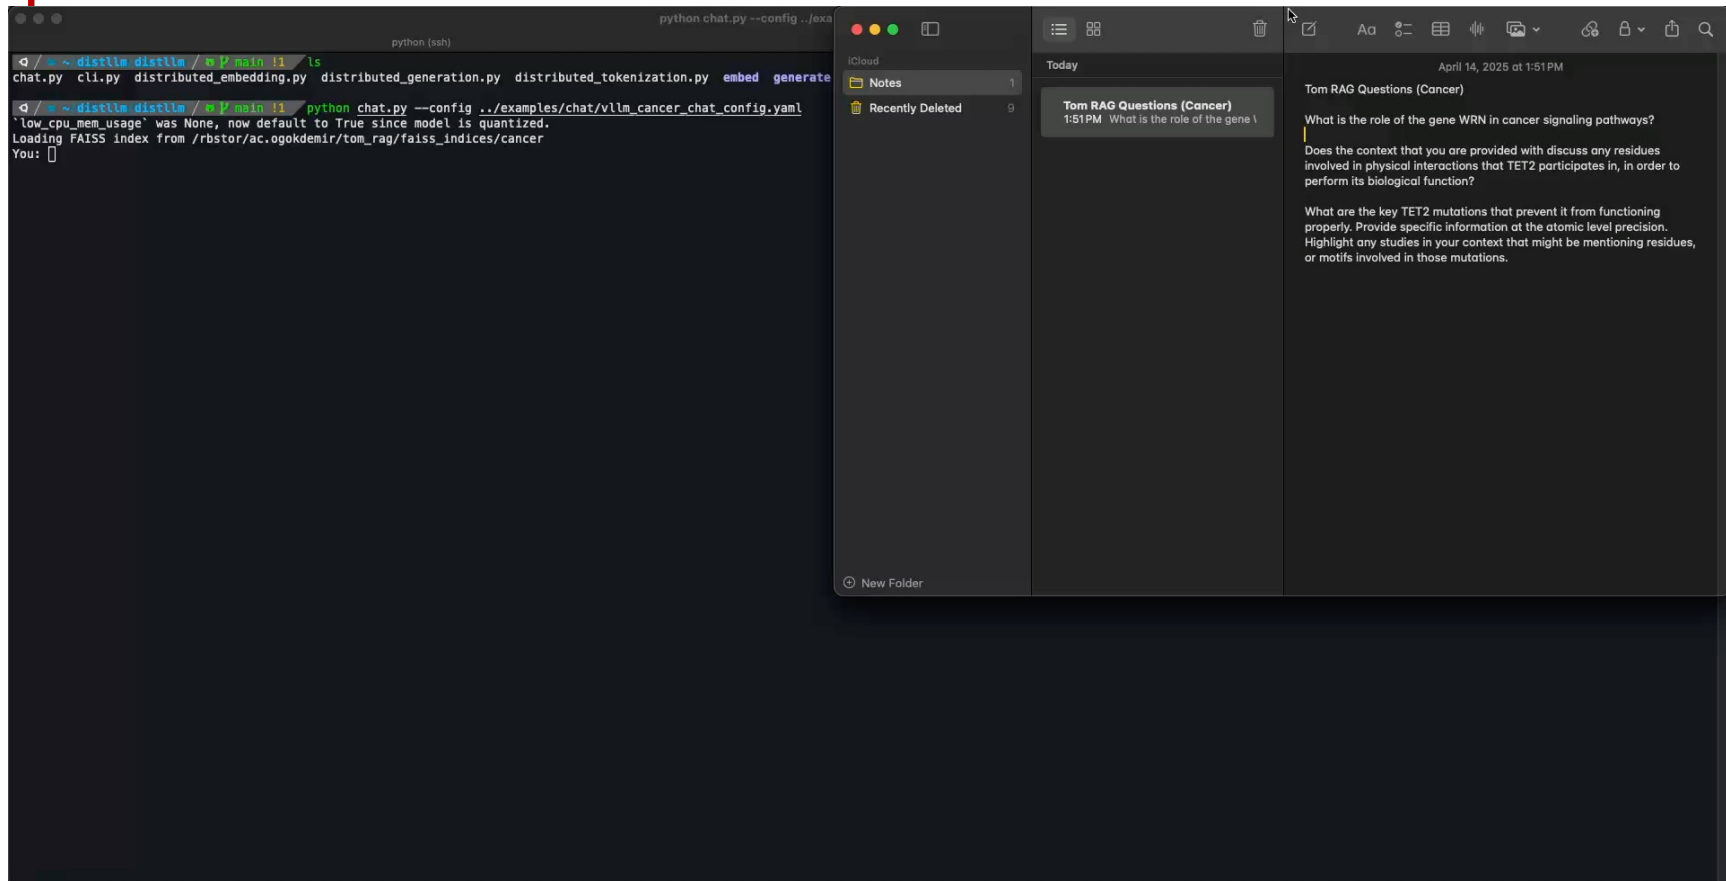 python chat.py --config ../exa
python (ssh)
~ distllm distllm / main !1 ls
chat.py cli.py distributed_embedding.py distributed_generation.py distributed_tokenization.py embed generate
~ distllm distllm / main !1 python chat.py --config ../examples/chat/vllm_cancer_chat_config.yaml
`low_cpu_mem_usage` was None, now default to True since model is quantized.
Loading FAISS index from /rbstor/ac.ogokdemir/tom_rag/faiss_indices/cancer
You:
iCloud
Notes 1
Recently Deleted 9
New Folder
Today
Tom RAG Questions (Cancer)
1:51 PM What is the role of the gene \
Aa
April 14, 2025 at 1:51 PM
Tom RAG Questions (Cancer)
What is the role of the gene WRN in cancer signaling pathways?
Does the context that you are provided with discuss any residues
involved in physical interactions that TET2 participates in, in order to
perform its biological function?
What are the key TET2 mutations that prevent it from functioning
properly. Provide specific information at the atomic level precision.
Highlight any studies in your context that might be mentioning residues,
or motifs involved in those mutations.